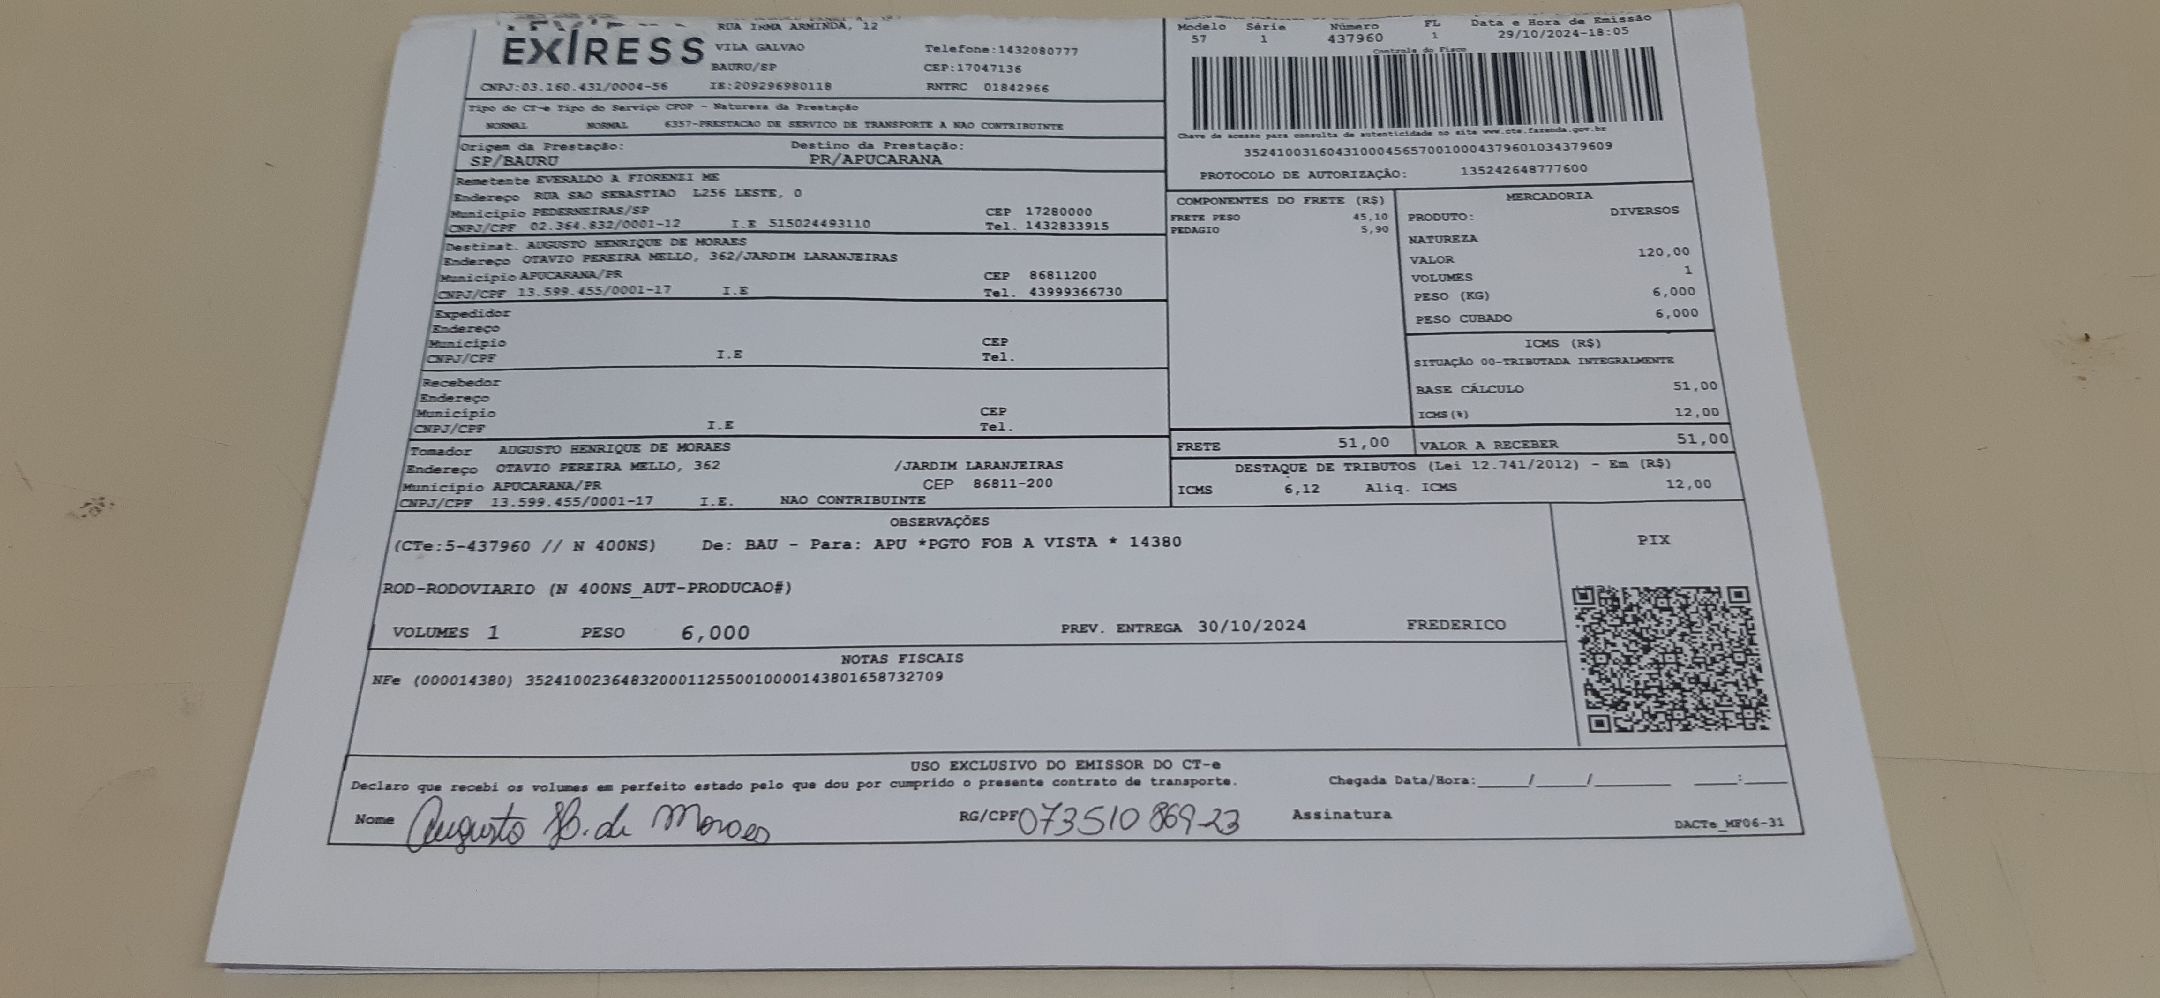 EXPRESS
RUA IRMA ARMINDA, 12
VILA GALVAO
BAURU/SP
Telefone:1432080777
CEP:17047136
CNPJ:03.160.431/0004-56 IE:209296980118 RNTRC 01842966
Modelo Série Número FL Data e Hora de Emissão
57 1 437960 1 29/10/2024-18:05
Controle do Fisco
Chave de acesso para consulta de autenticidade no site www.cte.fazenda.gov.br
35241003160431000456570010004379601034379609
PROTOCOLO DE AUTORIZAÇÃO: 135242648777600
Tipo do CT-e Tipo do Serviço CFOP - Natureza da Prestação
NORMAL NORMAL 6357-PRESTACAO DE SERVICO DE TRANSPORTE A NAO CONTRIBUINTE
Origem da Prestação: Destino da Prestação:
SP/BAURU PR/APUCARANA
Remetente EVERALDO A FIORENZI ME
Endereço RUA SAO SEBASTIAO L256 LESTE, 0
Município PEDERNEIRAS/SP CEP 17280000
CNPJ/CPF 02.364.832/0001-12 I.E 515024493110 Tel. 1432833915
Destinat. AUGUSTO HENRIQUE DE MORAES
Endereço OTAVIO PEREIRA MELLO, 362/JARDIM LARANJEIRAS
Município APUCARANA/PR CEP 86811200
CNPJ/CPF 13.599.455/0001-17 I.E Tel. 43999366730
Expedidor
Endereço
Município CEP
CNPJ/CPF I.E Tel.
Recebedor
Endereço
Município CEP
CNPJ/CPF I.E Tel.
Tomador AUGUSTO HENRIQUE DE MORAES
Endereço OTAVIO PEREIRA MELLO, 362 /JARDIM LARANJEIRAS
Município APUCARANA/PR CEP 86811-200
CNPJ/CPF 13.599.455/0001-17 I.E. NAO CONTRIBUINTE
COMPONENTES DO FRETE (R$)
FRETE PESO 45,10
PEDAGIO 5,90
MERCADORIA
PRODUTO: DIVERSOS
NATUREZA
VALOR 120,00
VOLUMES 1
PESO (KG) 6,000
PESO CUBADO 6,000
ICMS (R$)
SITUAÇÃO 00-TRIBUTADA INTEGRALMENTE
BASE CÁLCULO 51,00
ICMS(%) 12,00
FRETE 51,00 VALOR A RECEBER 51,00
DESTAQUE DE TRIBUTOS (Lei 12.741/2012) - Em (R$)
ICMS 6,12 Aliq. ICMS 12,00
OBSERVAÇÕES
(CTe:5-437960 // N 400NS) De: BAU - Para: APU *PGTO FOB A VISTA * 14380
PIX
ROD-RODOVIARIO (N 400NS_AUT-PRODUCAO#)
VOLUMES 1 PESO 6,000 PREV. ENTREGA 30/10/2024 FREDERICO
NOTAS FISCAIS
NFe (000014380) 35241002364832000112550010000143801658732709
USO EXCLUSIVO DO EMISSOR DO CT-e
Declaro que recebi os volumes em perfeito estado pelo que dou por cumprido o presente contrato de transporte. Chegada Data/Hora:_____/_____/_______ ____:____
Nome Augusto H. de Moraes RG/CPF 073510869-23 Assinatura
DACTe_MF06-31